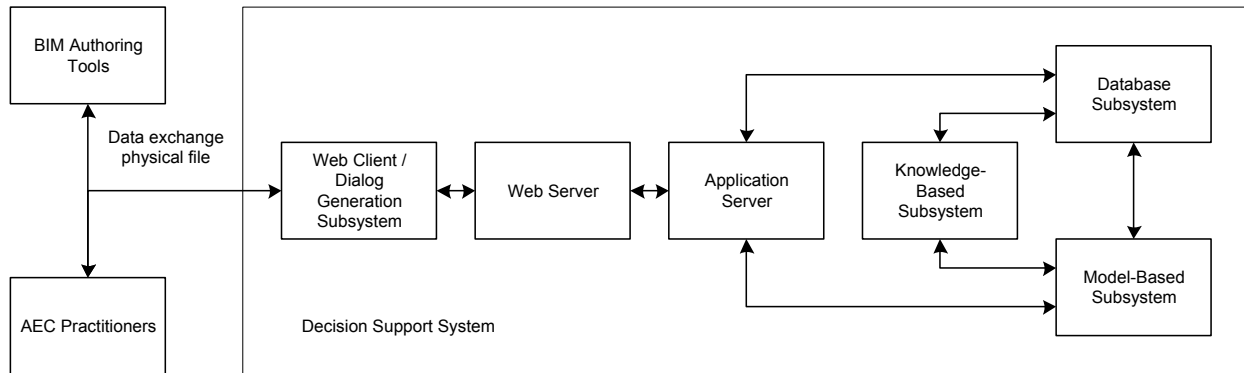 BIM Authoring
Tools
Data exchange
physical file
AEC Practitioners
Web Client /
Dialog
Generation
Subsystem
Web Server
Application
Server
Knowledge-
Based
Subsystem
Database
Subsystem
Model-Based
Subsystem
Decision Support System